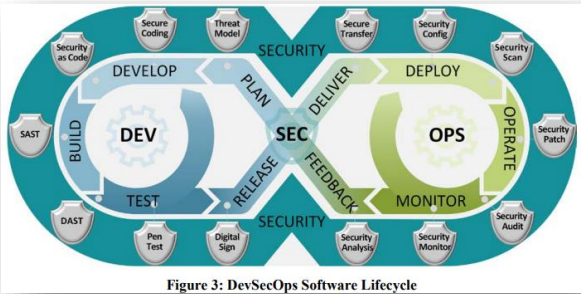 Secure
Coding
Threat
Model
Secure
Transfer
Security
Config
Security
as Code
SECURITY
Security
Scan
DEVELOP
PLAN
DELIVER
DEPLOY
SAST
BUILD
DEV
SEC
OPS
OPERATE
Security
Patch
TEST
RELEASE
FEEDBACK
MONITOR
DAST
SECURITY
Security
Audit
Pen
Test
Digital
Sign
Security
Analysis
Security
Monitor
Figure 3: DevSecOps Software Lifecycle